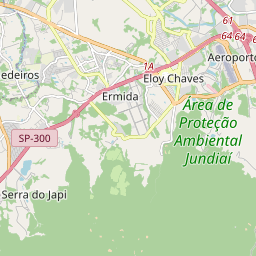 61
64
64
64
Aeroporto
1A
Eloy Chaves
edeiros
Ermida
Área de
Proteção
Ambiental
Jundiaí
SP-300
Serra do Japi